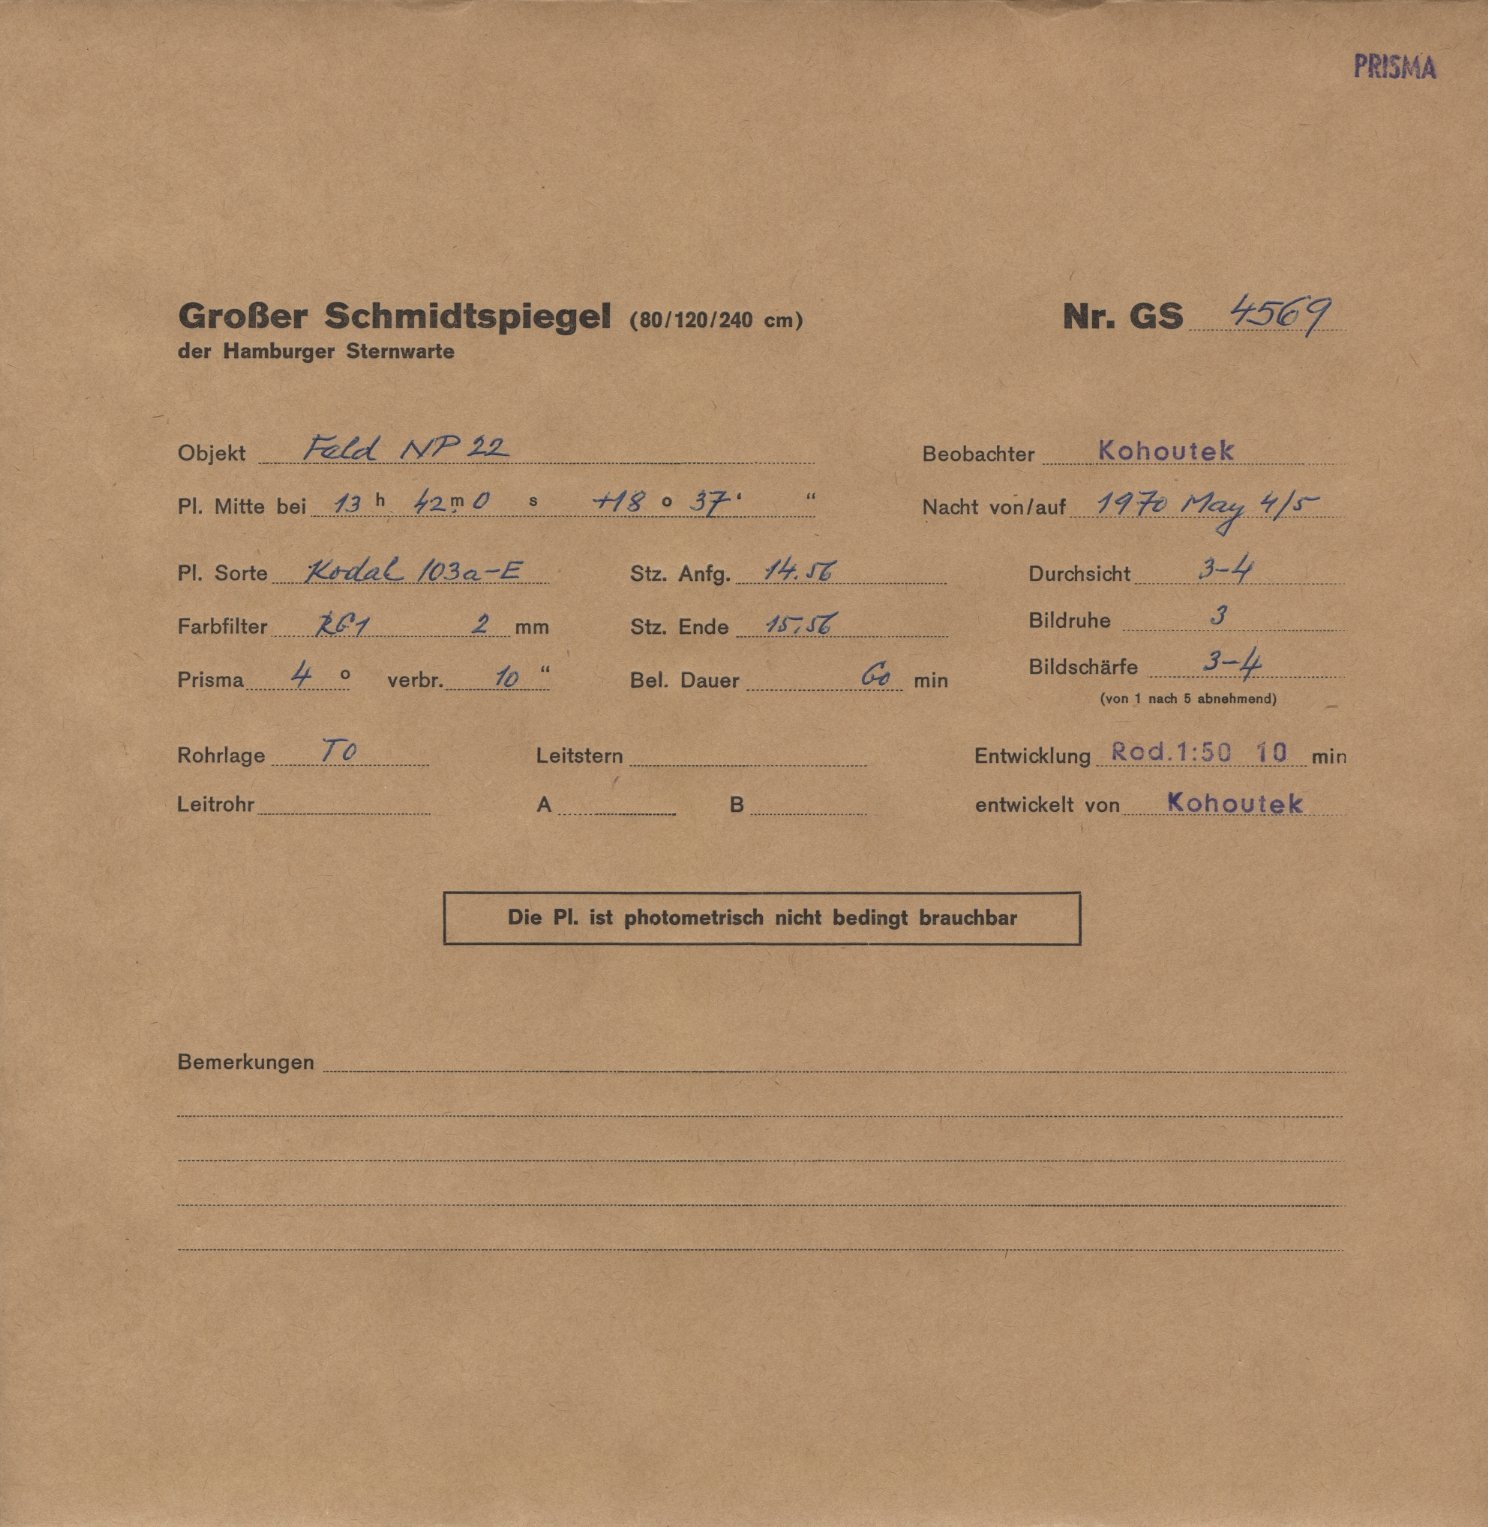 PRISMA
Großer Schmidtspiegel (80/120/240 cm) Nr. GS 4569
der Hamburger Sternwarte
Objekt Feld NP 22 Beobachter Kohoutek
Pl. Mitte bei 13 h 42 m. 0 s +18 o 37 ' “ Nacht von/auf 1970 May 4/5
Pl. Sorte Kodak 103a-E Stz. Anfg. 14.56 Durchsicht 3-4
Farbfilter RG1 2 mm Stz. Ende 15.56 Bildruhe 3
Prisma 4 o verbr. 10 “ Bel. Dauer 60 min Bildschärfe 3-4
(von 1 nach 5 abnehmend)
Rohrlage TO Leitstern Entwicklung Rod.1:50 10 min
Leitrohr A B entwickelt von Kohoutek
Die Pl. ist photometrisch nicht bedingt brauchbar
Bemerkungen